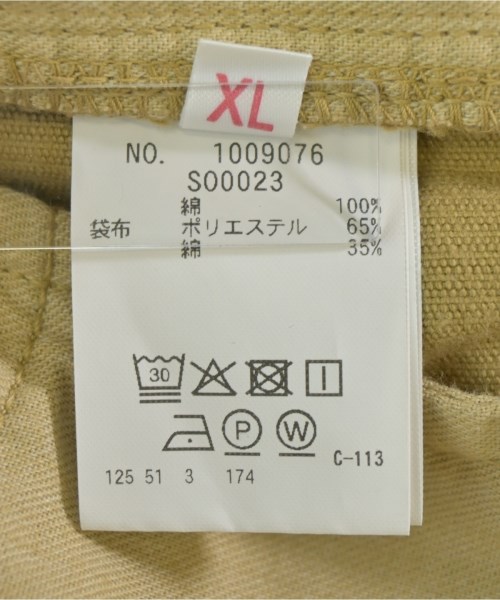 XL
NO. 1009076
S00023
綿 100%
袋布 ポリエステル 65%
綿 35%
30
P W
C-113
125 51 3 174